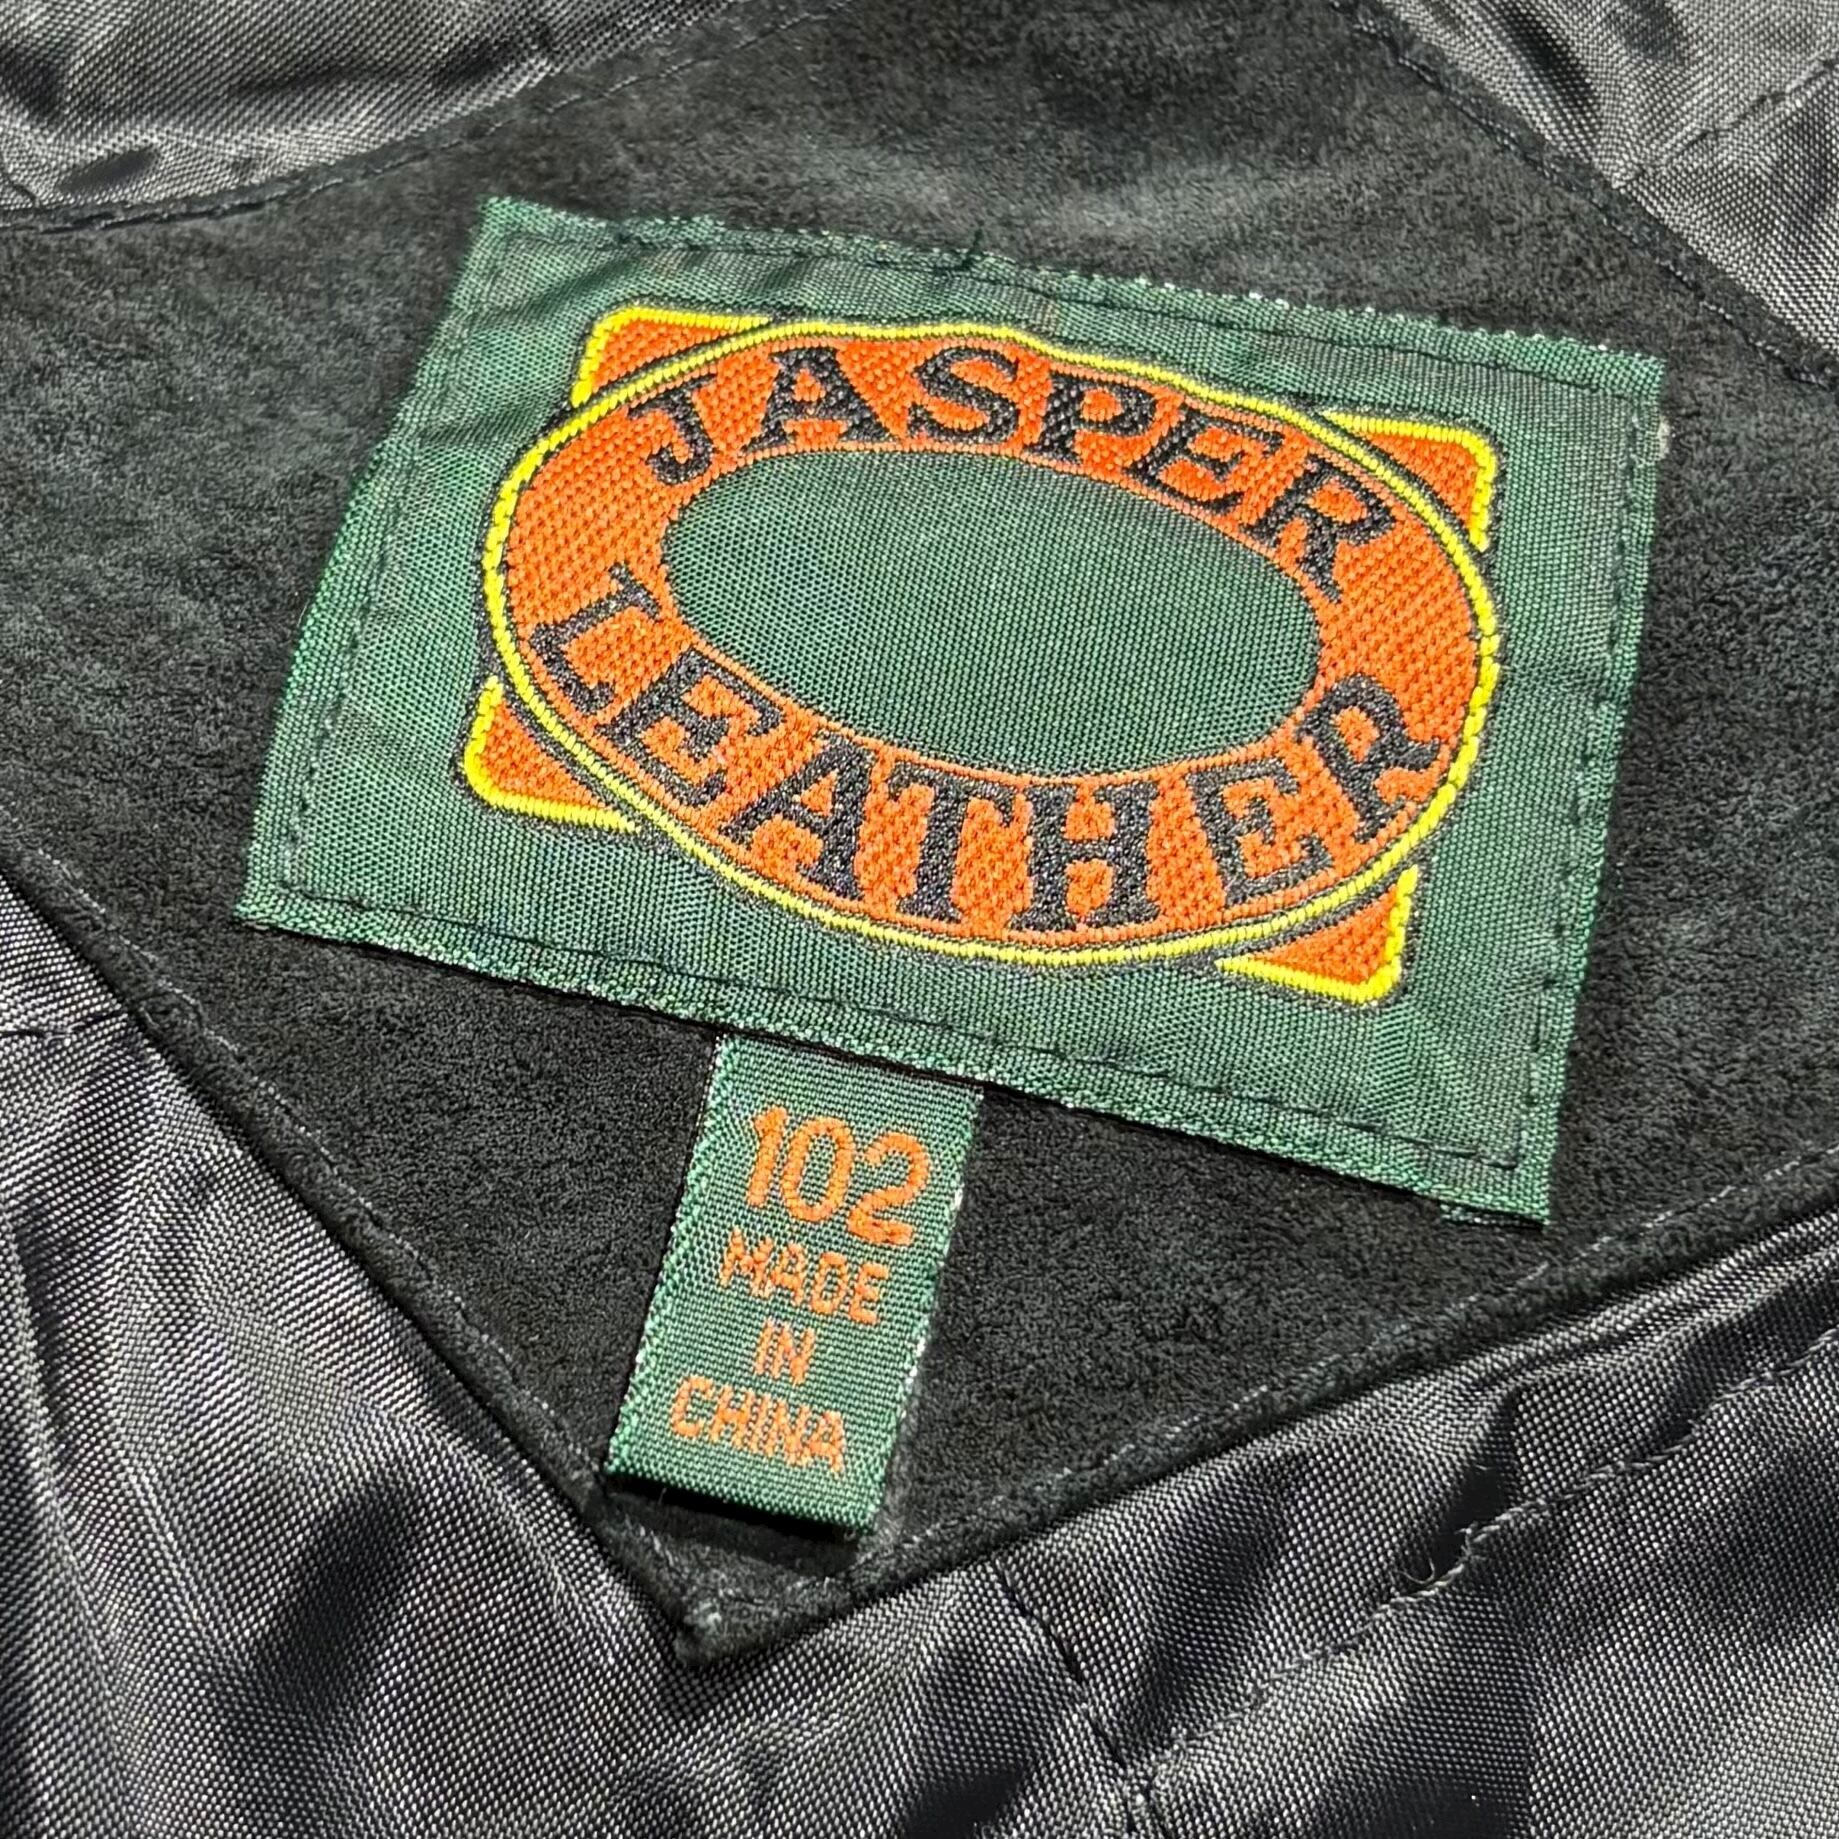 JASPER
LEATHER
102
MADE
IN
CHINA